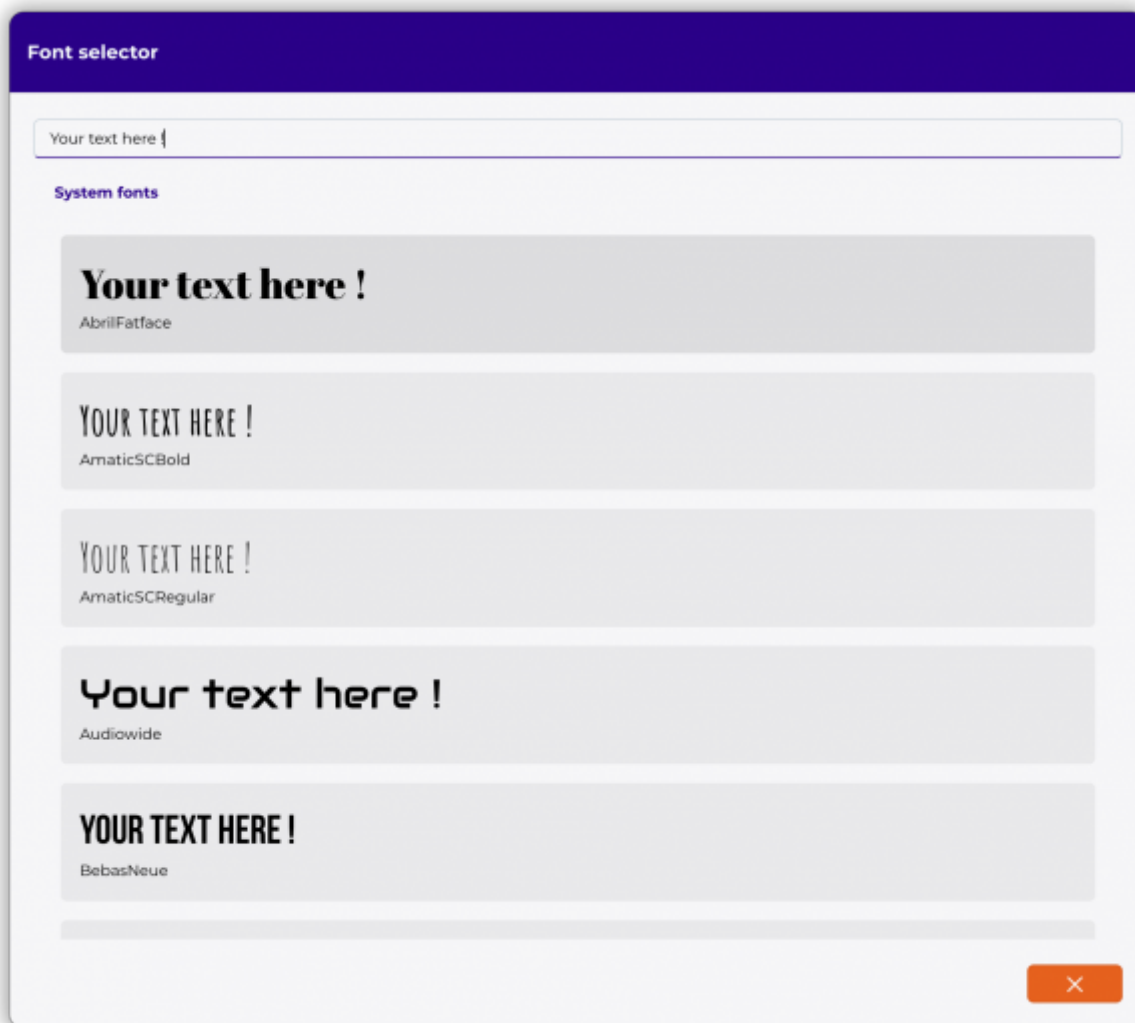 Font selector
Your text here !
System fonts
Your text here !
AbrilFatface
Your text here !
AmaticSCBold
Your text here !
AmaticSCRegular
Your text here !
Audiowide
YOUR TEXT HERE !
BebasNeue